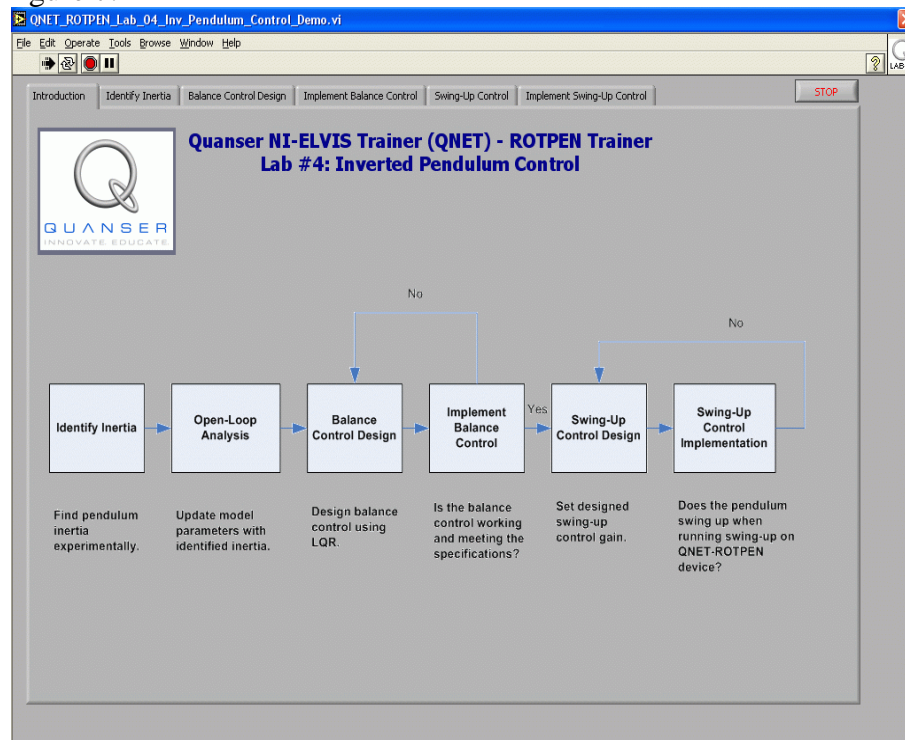 QNET_ROTPEN_Lab_04_Inv_Pendulum_Control_Demo.vi
File Edit Operate Tools Browse Window Help
LAB
Introduction Identify Inertia Balance Control Design Implement Balance Control Swing-Up Control Implement Swing-Up Control STOP
Quanser NI-ELVIS Trainer (QNET) - ROTPEN Trainer
Lab #4: Inverted Pendulum Control
QUANSER
INNOVATE EDUCATE
No
No
Identify Inertia
Open-Loop
Analysis
Balance
Control Design
Implement
Balance
Control
Yes
Swing-Up
Control Design
Swing-Up
Control
Implementation
Find pendulum
inertia
experimentally.
Update model
parameters with
identified inertia.
Design balance
control using
LQR.
Is the balance
control working
and meeting the
specifications?
Set designed
swing-up
control gain.
Does the pendulum
swing up when
running swing-up on
QNET-ROTPEN
device?